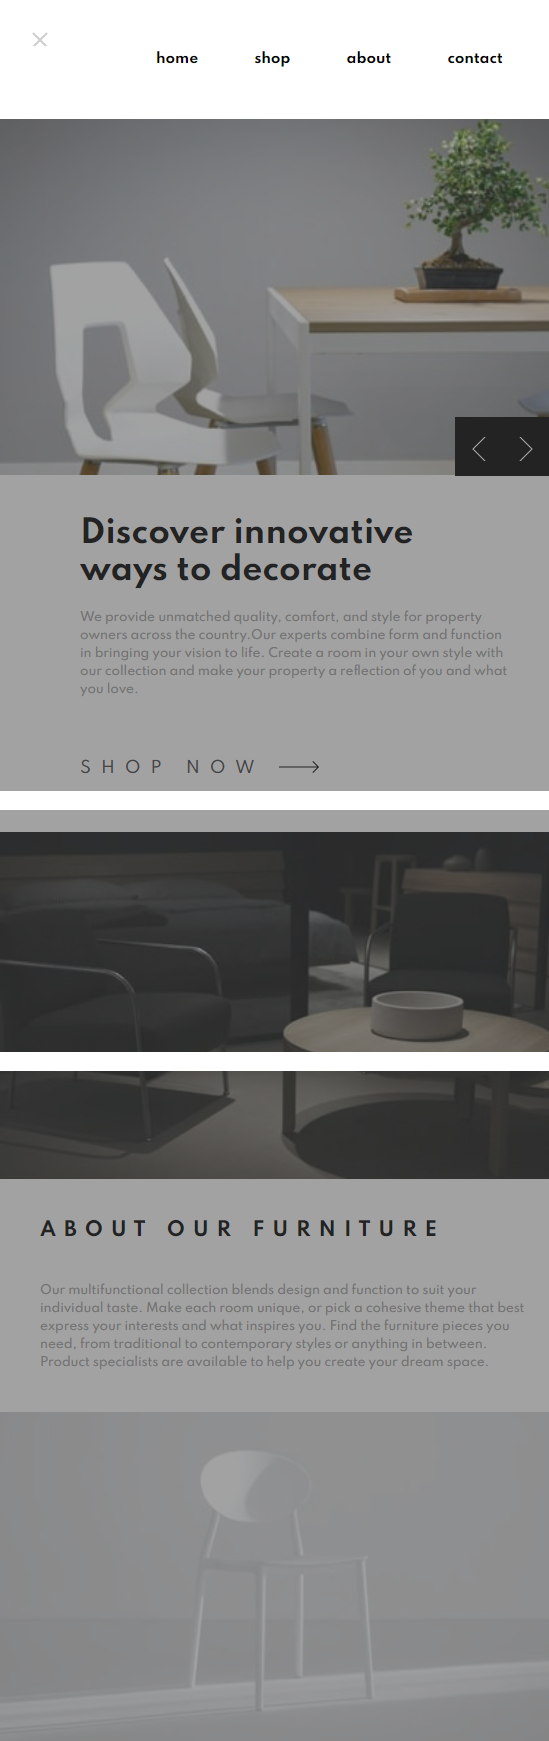 home shop about contact
Discover innovative
ways to decorate
We provide unmatched quality, comfort, and style for property
owners across the country.Our experts combine form and function
in bringing your vision to life. Create a room in your own style with
our collection and make your property a reflection of you and what
you love.
SHOP NOW
ABOUT OUR FURNITURE
Our multifunctional collection blends design and function to suit your
individual taste. Make each room unique, or pick a cohesive theme that best
express your interests and what inspires you. Find the furniture pieces you
need, from traditional to contemporary styles or anything in between.
Product specialists are available to help you create your dream space.